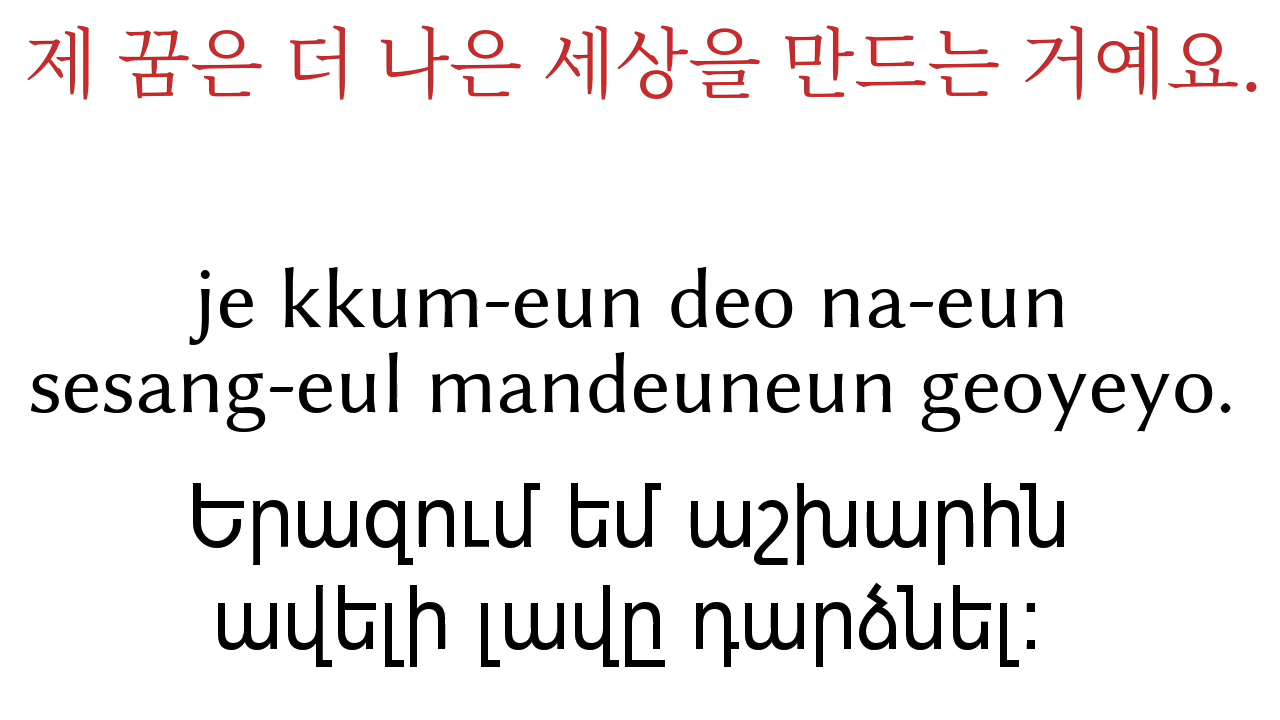 제 꿈은 더 나은 세상을 만드는 거예요.
je kkum-eun deo na-eun
sesang-eul mandeuneun geoyeyo.
Երազում եմ աշխարհն
ավելի լավը դարձնել: